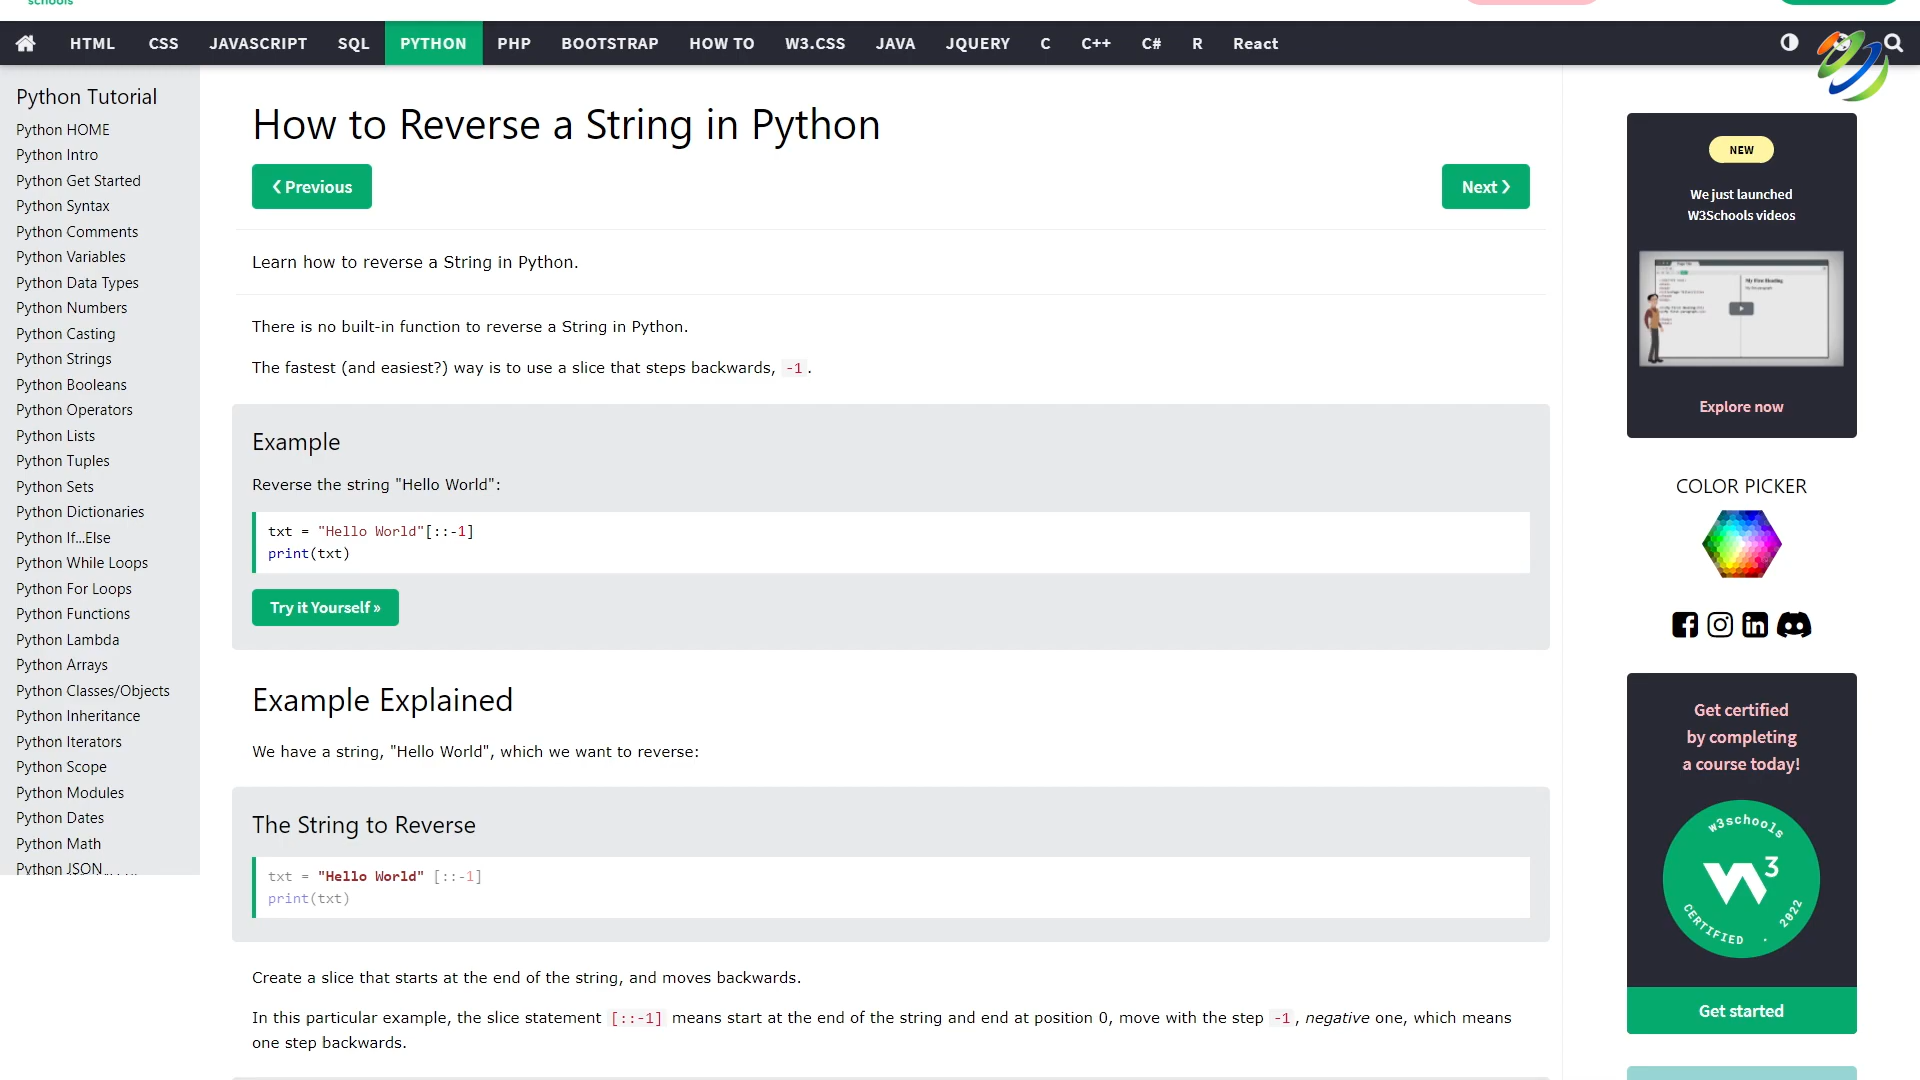 schools
HTML CSS JAVASCRIPT SQL PYTHON PHP BOOTSTRAP HOW TO W3.CSS JAVA JQUERY C C++ C# R React
Python Tutorial
Python HOME
Python Intro
Python Get Started
Python Syntax
Python Comments
Python Variables
Python Data Types
Python Numbers
Python Casting
Python Strings
Python Booleans
Python Operators
Python Lists
Python Tuples
Python Sets
Python Dictionaries
Python If...Else
Python While Loops
Python For Loops
Python Functions
Python Lambda
Python Arrays
Python Classes/Objects
Python Inheritance
Python Iterators
Python Scope
Python Modules
Python Dates
Python Math
Python JSON
How to Reverse a String in Python
❮ Previous
Next ❯
Learn how to reverse a String in Python.
There is no built-in function to reverse a String in Python.
The fastest (and easiest?) way is to use a slice that steps backwards, -1.
Example
Reverse the string "Hello World":
txt = "Hello World"[::-1]
print(txt)
Try it Yourself »
Example Explained
We have a string, "Hello World", which we want to reverse:
The String to Reverse
txt = "Hello World" [::-1]
print(txt)
Create a slice that starts at the end of the string, and moves backwards.
In this particular example, the slice statement [::-1] means start at the end of the string and end at position 0, move with the step -1, negative one, which means
one step backwards.
NEW
We just launched
W3Schools videos
My First Heading
Explore now
COLOR PICKER
Get certified
by completing
a course today!
w3schools
W3
CERTIFIED . 2022
Get started